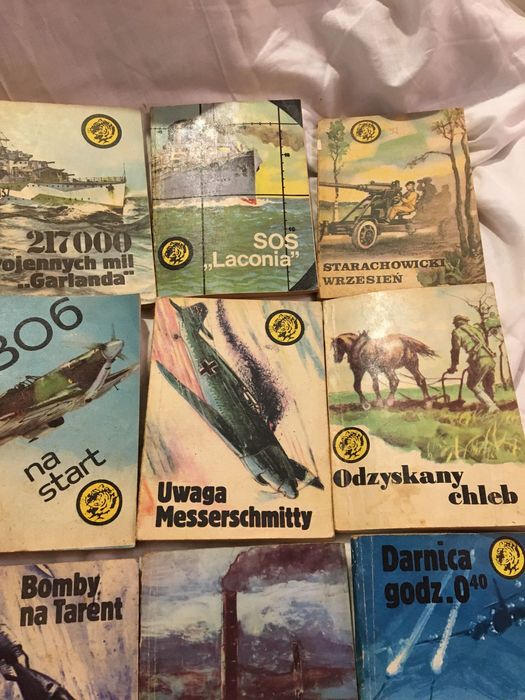 217000
ojennych mil
„Garlanda"
SOS
„Laconia"
STARACHOWICKI
WRZESIEŃ
306
na
start
Uwaga
Messerschmitty
Odzyskany
chleb
Bomby
na Tarent
Darnica
godz. 0⁴⁰